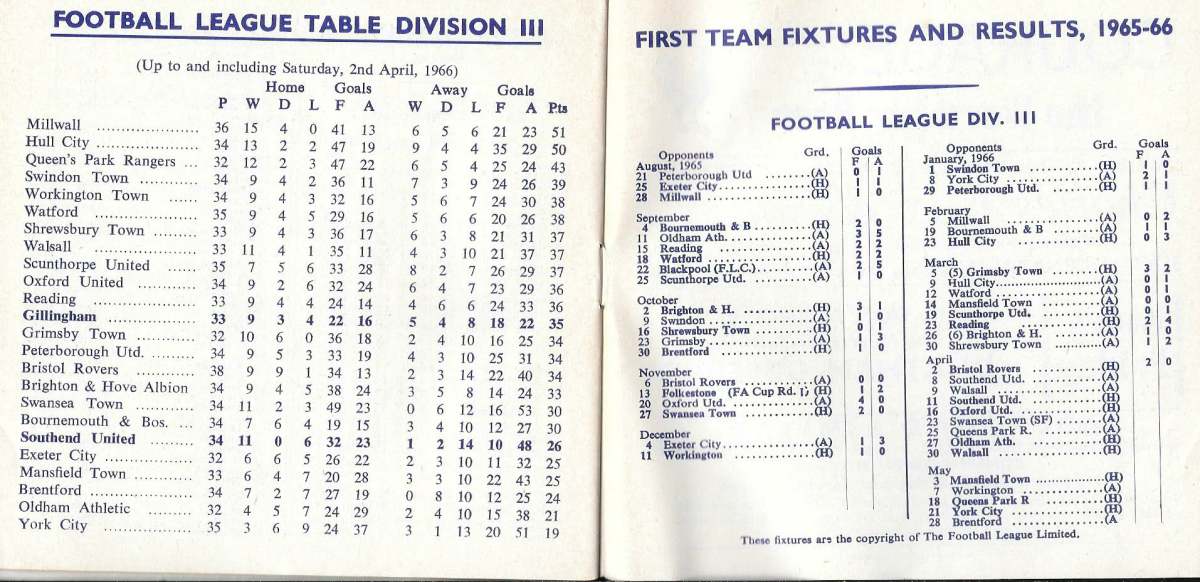 FOOTBALL LEAGUE TABLE DIVISION III
(Up to and including Saturday, 2nd April, 1966)
Home Goals Away Goals
P W D L F A W D L F A Pts
Millwall .................... 36 15 4 0 41 13 6 5 6 21 23 51
Hull City .................... 34 13 2 2 47 19 9 4 4 35 29 50
Queen's Park Rangers ... 32 12 2 3 47 22 6 5 4 25 24 43
Swindon Town ............ 34 9 4 2 36 11 7 3 9 24 26 39
Workington Town ...... 34 9 4 3 32 16 5 6 7 24 30 38
Watford .................... 35 9 4 5 29 16 5 6 6 20 26 38
Shrewsbury Town ......... 33 9 4 3 36 17 6 3 8 21 31 37
Walsall .................... 33 11 4 1 35 11 4 3 10 21 37 37
Scunthorpe United ...... 35 7 5 6 33 28 8 2 7 26 29 37
Oxford United ............ 34 9 2 6 32 24 6 4 7 23 29 36
Reading .................... 33 9 4 4 24 14 4 6 6 24 33 36
Gillingham ................ 33 9 3 4 22 16 5 4 8 18 22 35
Grimsby Town ............ 32 10 6 0 36 18 2 4 10 16 25 34
Peterborough Utd. ......... 34 9 5 3 33 19 4 3 10 25 31 34
Bristol Rovers ............ 38 9 9 1 34 13 2 3 14 22 40 34
Brighton & Hove Albion 34 9 4 5 38 24 3 5 8 14 24 33
Swansea Town ............ 34 11 2 3 49 23 0 6 12 16 53 30
Bournemouth & Bos. ... 34 7 6 4 19 15 3 4 10 12 27 30
Southend United ......... 34 11 0 6 32 23 1 2 14 10 48 26
Exeter City ................ 32 6 6 5 26 22 2 3 10 11 32 25
Mansfield Town ......... 33 6 4 7 20 28 3 3 10 22 43 25
Brentford .................... 34 7 2 7 27 19 0 8 10 12 25 24
Oldham Athletic ......... 32 4 5 7 24 29 2 4 10 15 38 21
York City ................ 35 3 6 9 24 37 3 1 13 20 51 19
FIRST TEAM FIXTURES AND RESULTS, 1965-66
FOOTBALL LEAGUE DIV. III
Opponents Grd. Goals
August, 1965 F A
21 Peterborough Utd ........(A) 0 1
25 Exeter City................(H) 1 1
28 Millwall ..................(H) 1 0
September
4 Bournemouth & B ..........(H) 2 0
11 Oldham Ath. ..............(A) 3 5
15 Reading ..................(A) 2 2
18 Watford ..................(H) 2 2
22 Blackpool (F.L.C.)..........(A) 2 5
25 Scunthorpe Utd. ..........(A) 1 0
October
2 Brighton & H. ............(H) 3 1
9 Swindon ..................(A) 1 0
16 Shrewsbury Town ..........(H) 0 1
23 Grimsby ..................(A) 1 3
30 Brentford ................(H) 1 0
November
6 Bristol Rovers ............(A) 0 0
13 Folkestone (FA Cup Rd. 1) (H) 1 2
20 Oxford Utd. ..............(A) 4 0
27 Swansea Town ............(H) 2 0
December
4 Exeter City................(A) 1 3
11 Workington ..............(H) 1 0
Opponents Grd. Goals
January, 1966 F A
1 Swindon Town ............(H) 1 0
8 York City ................(A) 2 1
29 Peterborough Utd. ........(H) 1 1
February
5 Millwall ..................(A) 0 2
19 Bournemouth & B ........(A) 1 1
23 Hull City ................(H) 0 3
March
5 (5) Grimsby Town ........(H) 3 2
9 Hull City..................(A) 0 1
12 Watford ..................(A) 0 1
14 Mansfield Town ..........(A) 0 0
19 Scunthorpe Utd. ..........(H) 0 1
23 Reading ..................(H) 2 4
26 (6) Brighton & H. ........(A) 1 0
30 Shrewsbury Town ..........(A) 1 2
April
2 Bristol Rovers ............(H) 2 0
8 Southend Utd. ............(A)
9 Walsall ..................(A)
11 Southend Utd. ............(H)
16 Oxford Utd. ..............(H)
23 Swansea Town (SF) ........(A)
25 Queens Park R. ............(A)
27 Oldham Ath. ..............(H)
30 Walsall ..................(H)
May
3 Mansfield Town ............(H)
7 Workington ..............(A)
18 Queens Park R ............(H)
21 York City ................(H)
28 Brentford ................(A
These fixtures are the copyright of The Football League Limited.